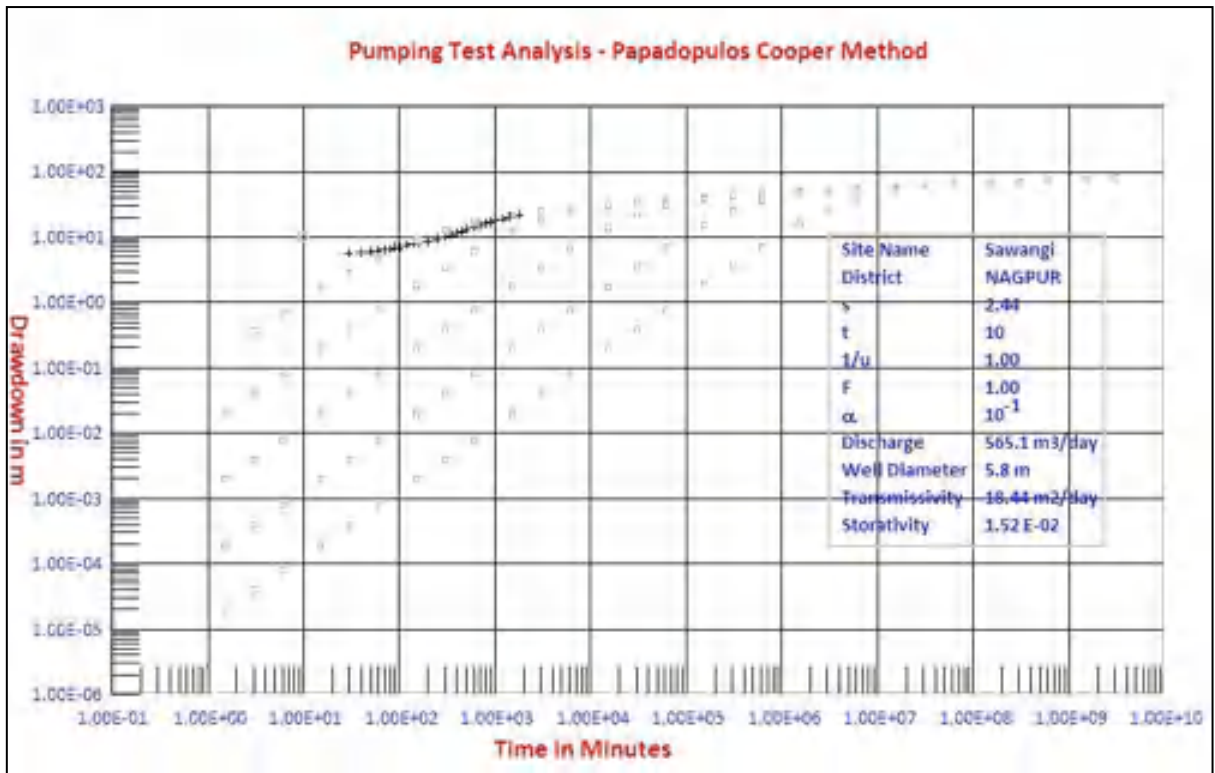 Pumping Test Analysis - Papadopulos Cooper Method
1.00E+03
1.00E+02
1.00E+01
1.00E+00
1.00E-01
1.00E-02
1.00E-03
1.00E-04
1.00E-05
1.00E-06
Drawdown in m
Site Name Sawangi
District NAGPUR
s 2.44
t 10
1/u 1.00
F 1.00
α 10⁻¹
Discharge 565.1 m3/day
Well Diameter 5.8 m
Transmissivity 18.44 m2/day
Storativity 1.52 E-02
1.00E-01 1.00E+00 1.00E+01 1.00E+02 1.00E+03 1.00E+04 1.00E+05 1.00E+06 1.00E+07 1.00E+08 1.00E+09 1.00E+10
Time in Minutes